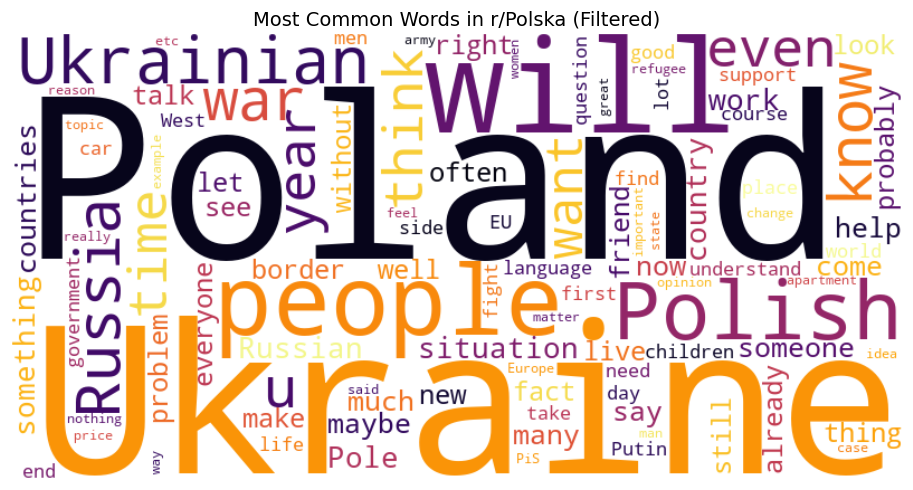 Most Common Words in r/Polska (Filtered)
etc
men
army
right
women
good
look
Ukrainian
will
even
reason
talk
war
think
question
great
refugee
lot
support
work
course
topic
West
year
without
know
probably
Poland
car
example
let
see
often
want
find
place
change
feel
side
EU
friend
important
state
country
help
countries
Russia
time
really
border
well
language
now
understand
world
come
something
government
everyone
people
fight
first
opinion
apartment
Polish
matter
problem
Russian
situation
live
children
someone
idea
Ukraine
u
said
much
new
Europe
fact
need
day
nothing
price
make
maybe
take
say
still
already
thing
life
many
man
case
end
way
Pole
PiS
Putin